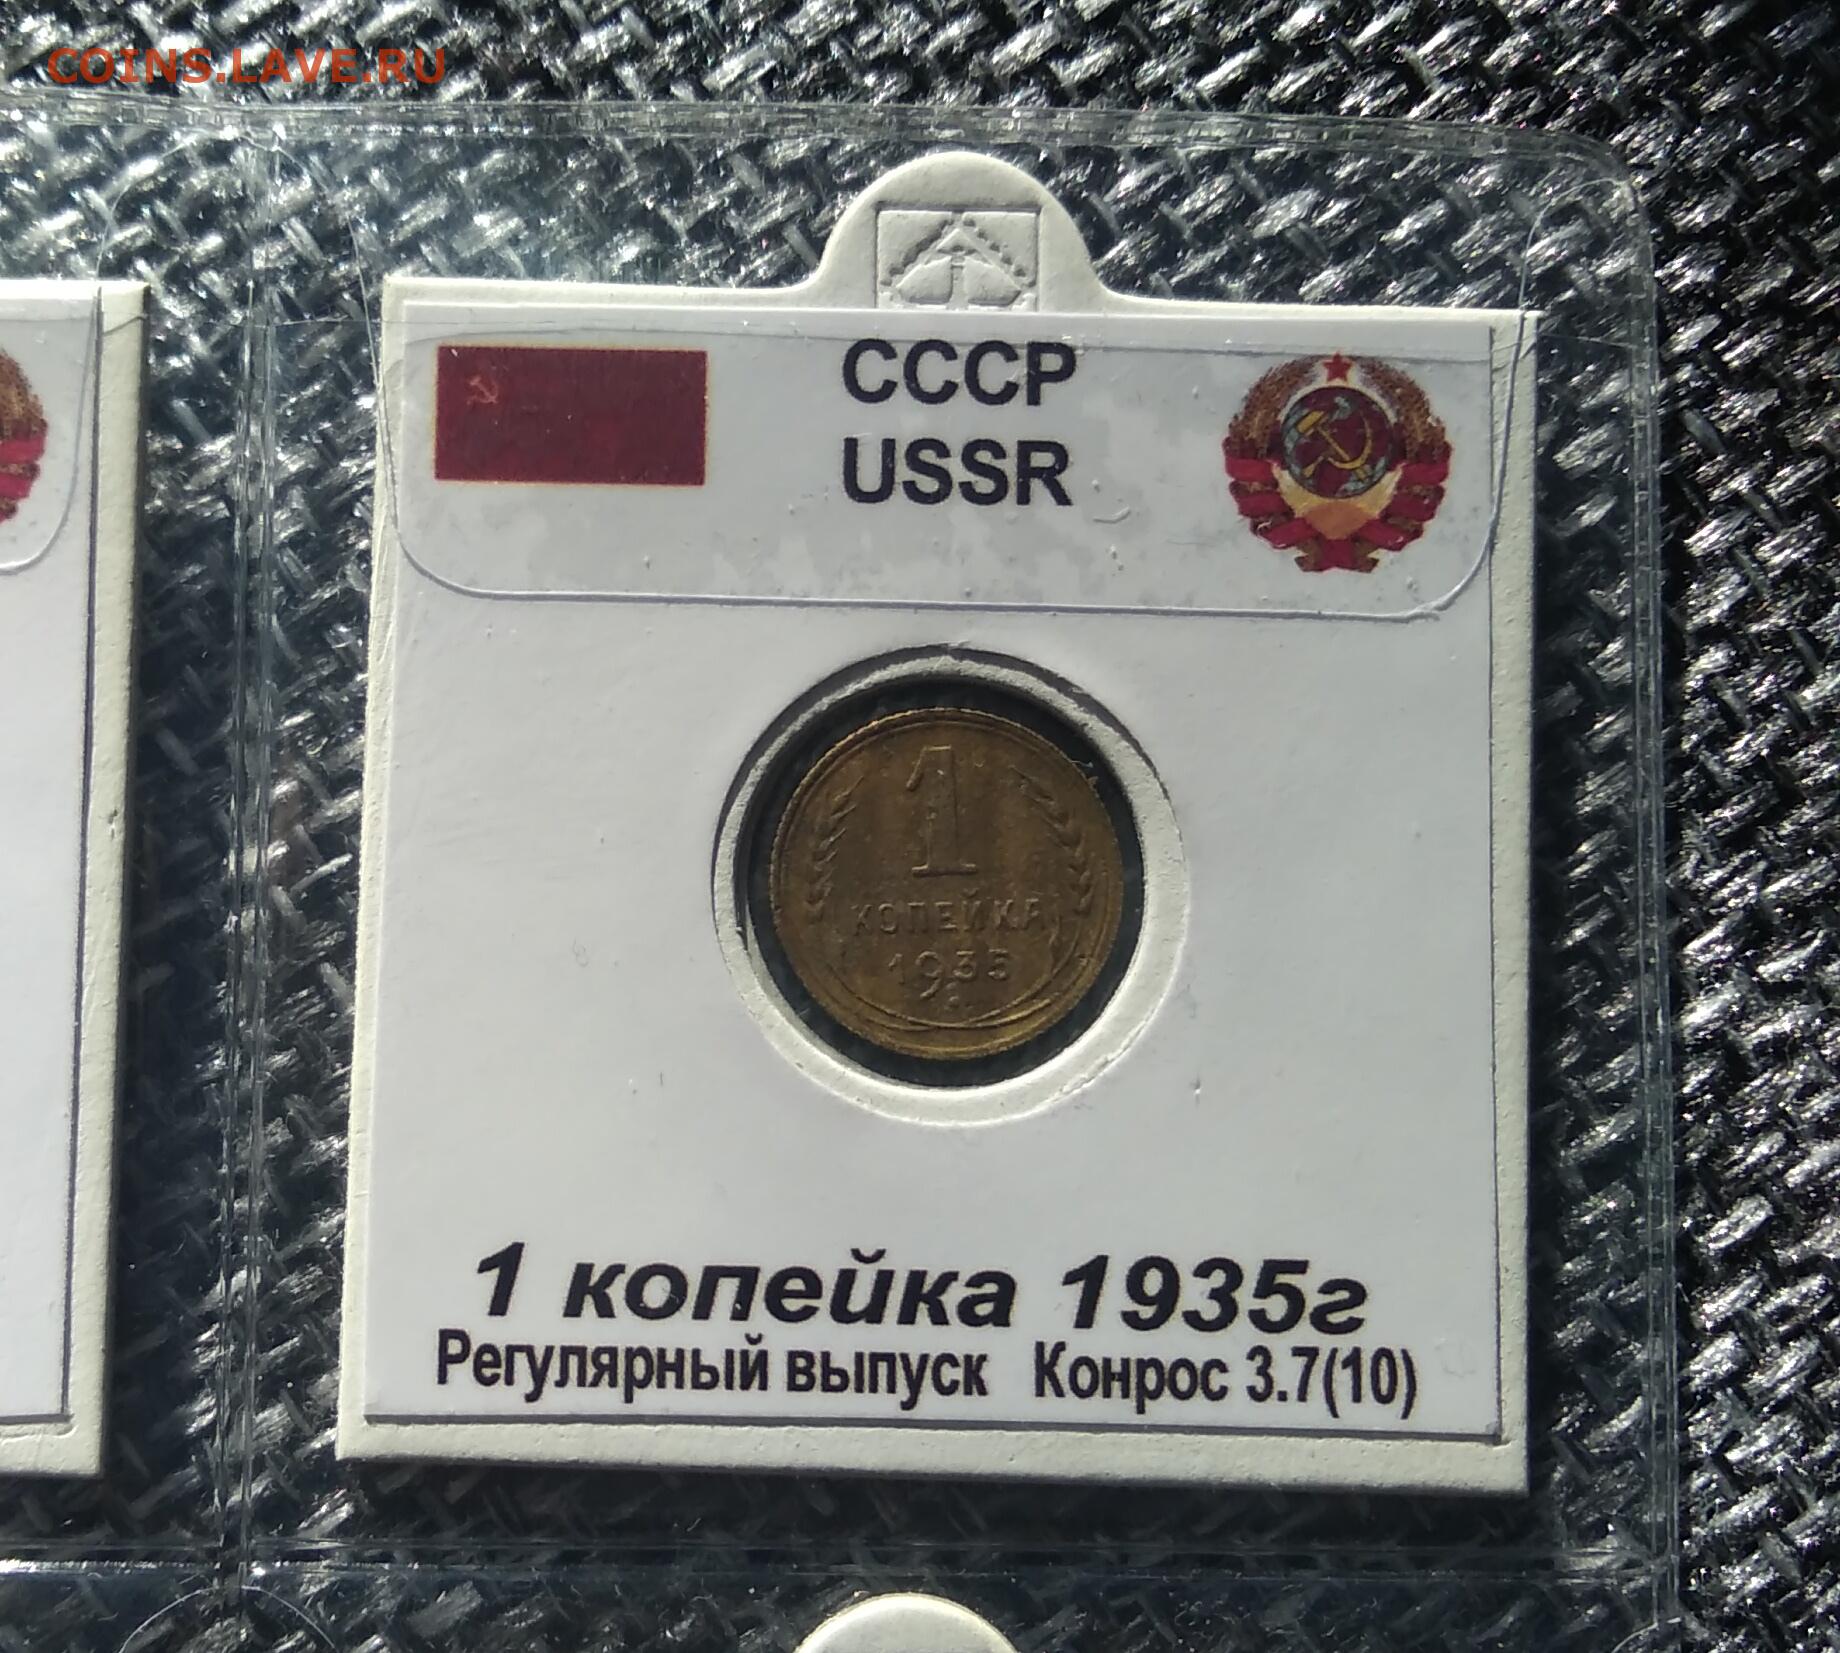 COINS.LAVE.RU
СССР
USSR
1
КОПЕЙКА
1935
1 копейка 1935г
Регулярный выпуск Конрос 3.7(10)